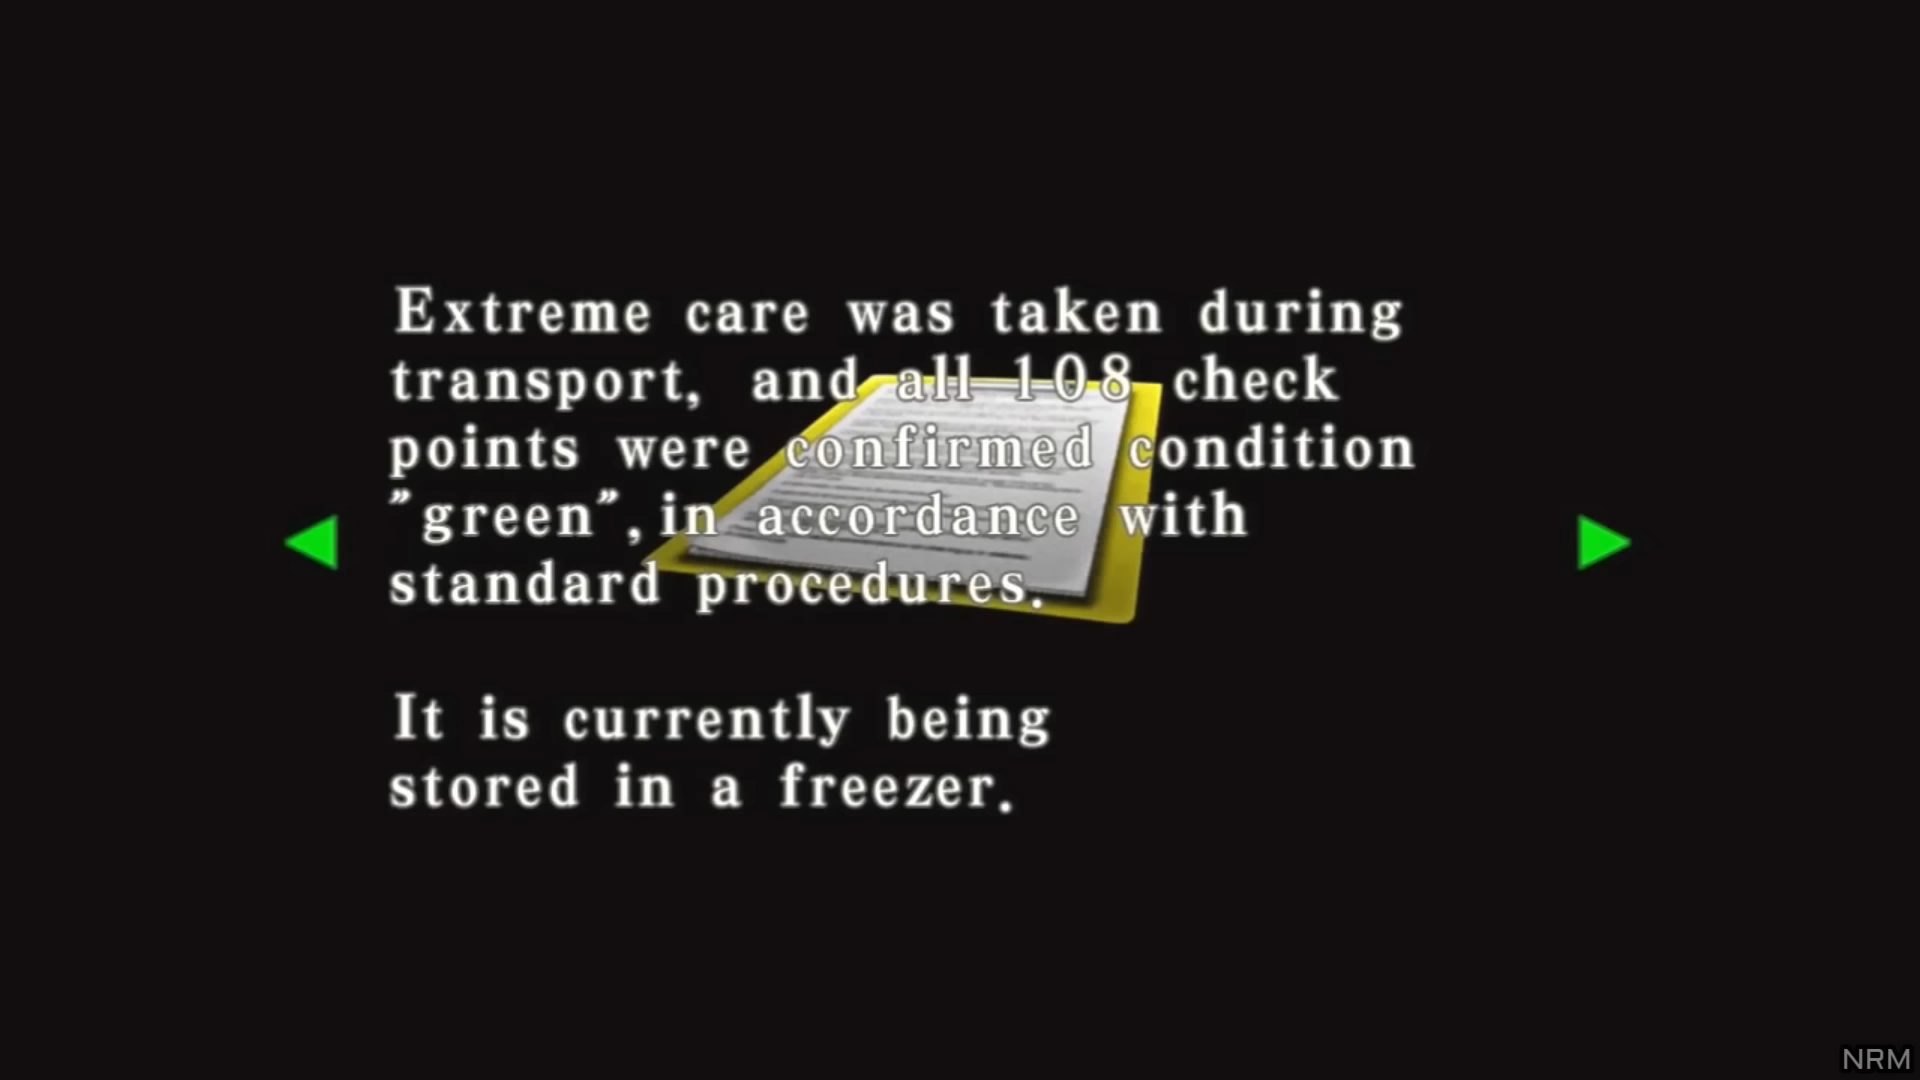 Extreme care was taken during
transport, and all 108 check
points were confirmed condition
"green", in accordance with
standard procedures.
It is currently being
stored in a freezer.
NRM